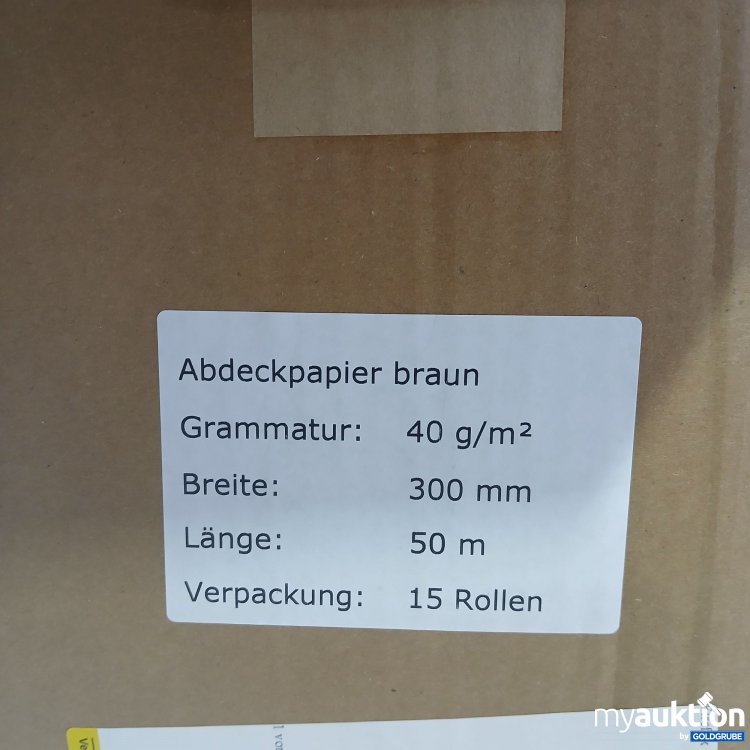 Abdeckpapier braun
Grammatur: 40 g/m²
Breite: 300 mm
Länge: 50 m
Verpackung: 15 Rollen
myauktion
by GOLDGRUBE